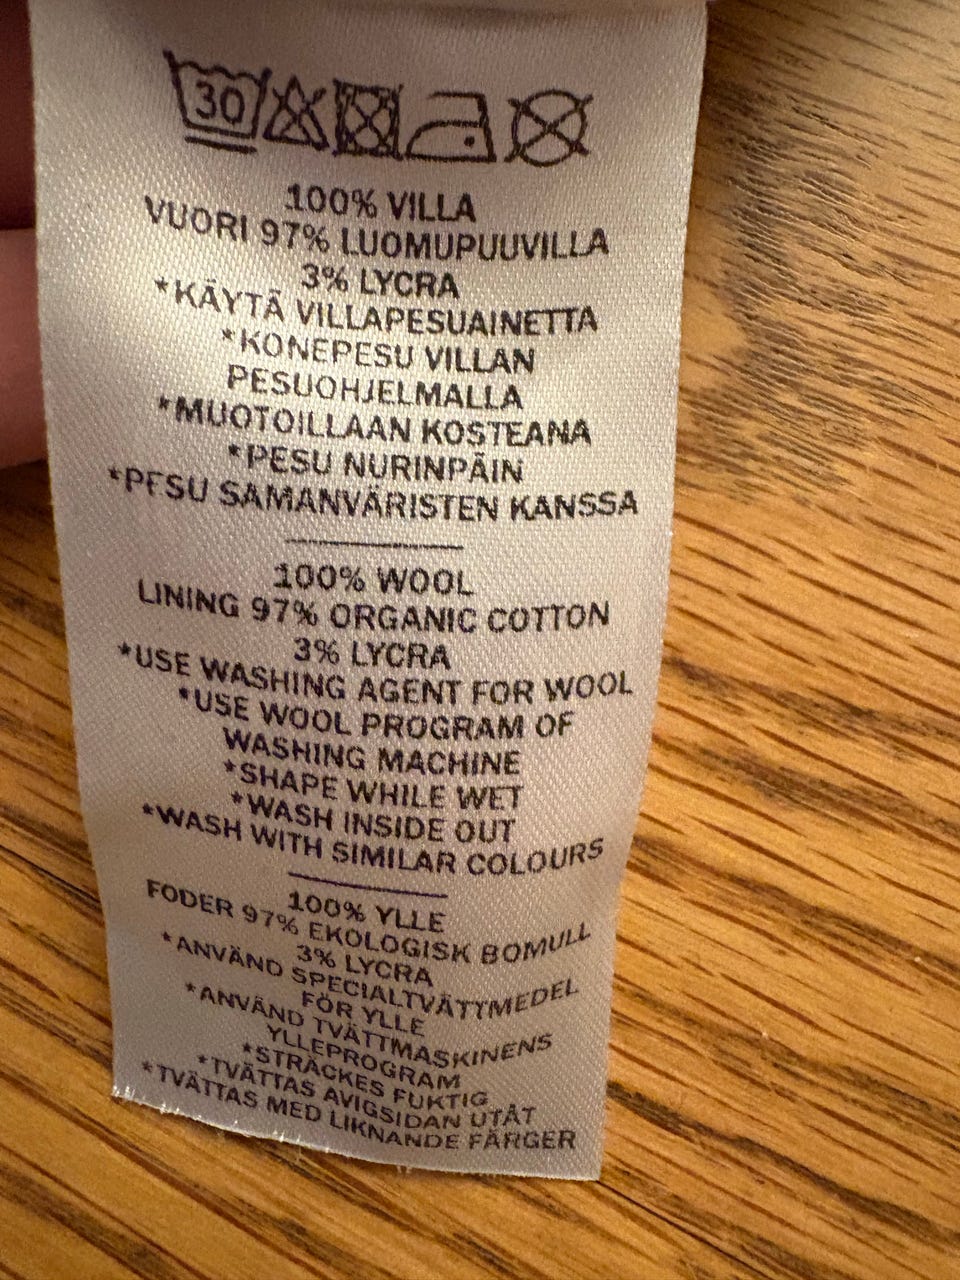 30
100% VILLA
VUORI 97% LUOMUPUUVILLA
3% LYCRA
*KÄYTÄ VILLAPESUAINETTA
*KONEPESU VILLAN
PESUOHJELMALLA
*MUOTOILLAAN KOSTEANA
*PESU NURINPÄIN
*PESU SAMANVÄRISTEN KANSSA
100% WOOL
LINING 97% ORGANIC COTTON
3% LYCRA
*USE WASHING AGENT FOR WOOL
*USE WOOL PROGRAM OF
WASHING MACHINE
*SHAPE WHILE WET
*WASH INSIDE OUT
*WASH WITH SIMILAR COLOURS
100% YLLE
FODER 97% EKOLOGISK BOMULL
3% LYCRA
*ANVÄND SPECIALTVÄTTMEDEL
FÖR YLLE
*ANVÄND TVÄTTMASKINENS
YLLEPROGRAM
*STRÄCKES FUKTIG
*TVÄTTAS AVIGSIDAN UTÅT
*TVÄTTAS MED LIKNANDE FÄRGER